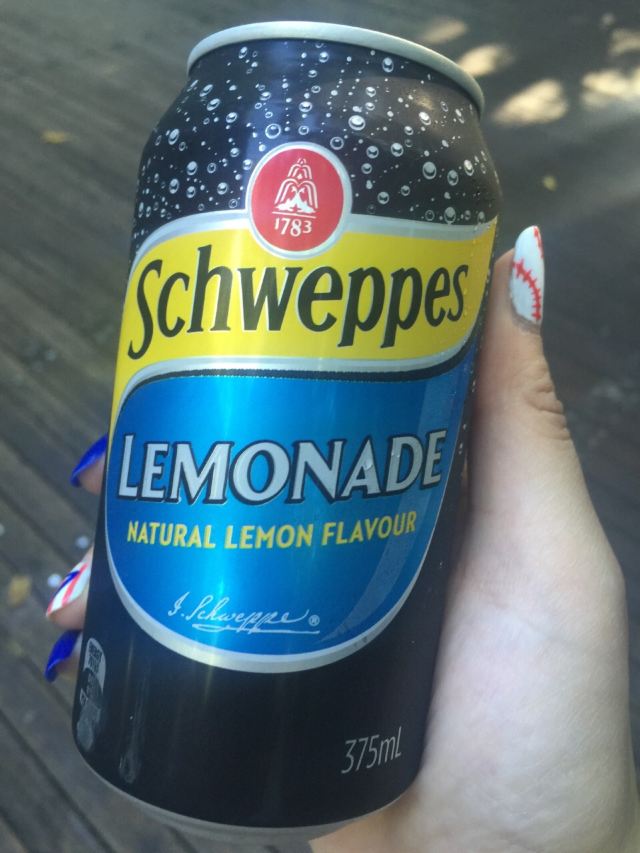 1783
Schweppes
LEMONADE
NATURAL LEMON FLAVOUR
J. Schweppe ®
375mL